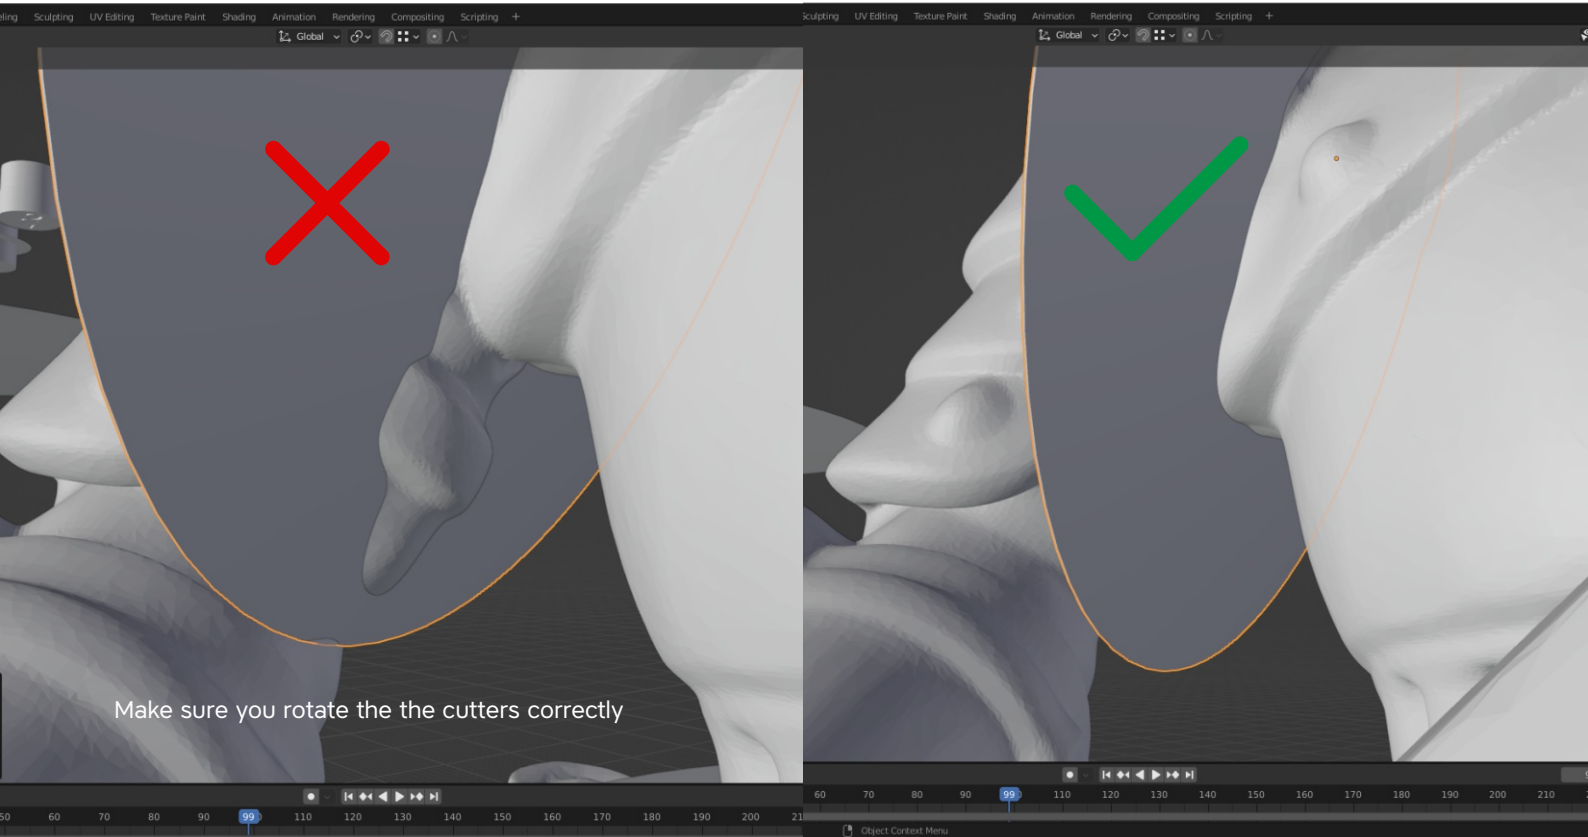 Sculpting UV Editing Texture Paint Shading Animation Rendering Compositing Scripting +
Global
Make sure you rotate the the cutters correctly
60 70 80 90 99 110 120 130 140 150 160 170 180 190 200
UV Editing Texture Paint Shading Animation Rendering Compositing Scripting +
Global
60 70 80 90 99 110 120 130 140 150 160 170 180 190 200 210
Object Context Menu